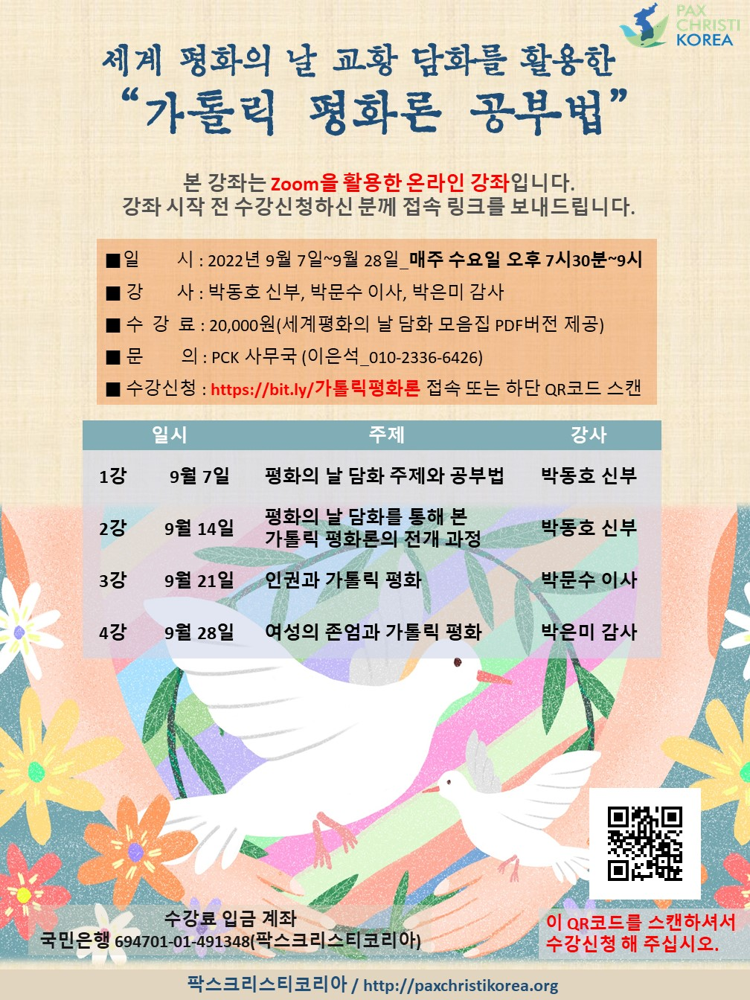 PAX
CHRISTI
KOREA
세계 평화의 날 교황 담화를 활용한
“가톨릭 평화론 공부법”
본 강좌는 Zoom을 활용한 온라인 강좌입니다.
강좌 시작 전 수강신청하신 분께 접속 링크를 보내드립니다.
■일 시 : 2022년 9월 7일~9월 28일_매주 수요일 오후 7시30분~9시
■ 강 사 : 박동호 신부, 박문수 이사, 박은미 감사
■ 수 강 료 : 20,000원(세계평화의 날 담화 모음집 PDF버전 제공)
■ 문 의 : PCK 사무국 (이은석_010-2336-6426)
■ 수강신청 : https://bit.ly/가톨릭평화론 접속 또는 하단 QR코드 스캔
일시 주제 강사
1강 9월 7일 평화의 날 담화 주제와 공부법 박동호 신부
2강 9월 14일 평화의 날 담화를 통해 본
가톨릭 평화론의 전개 과정 박동호 신부
3강 9월 21일 인권과 가톨릭 평화 박문수 이사
4강 9월 28일 여성의 존엄과 가톨릭 평화 박은미 감사
수강료 입금 계좌
국민은행 694701-01-491348(팍스크리스티코리아)
이 QR코드를 스캔하셔서
수강신청 해 주십시오.
팍스크리스티코리아 / http://paxchristikorea.org